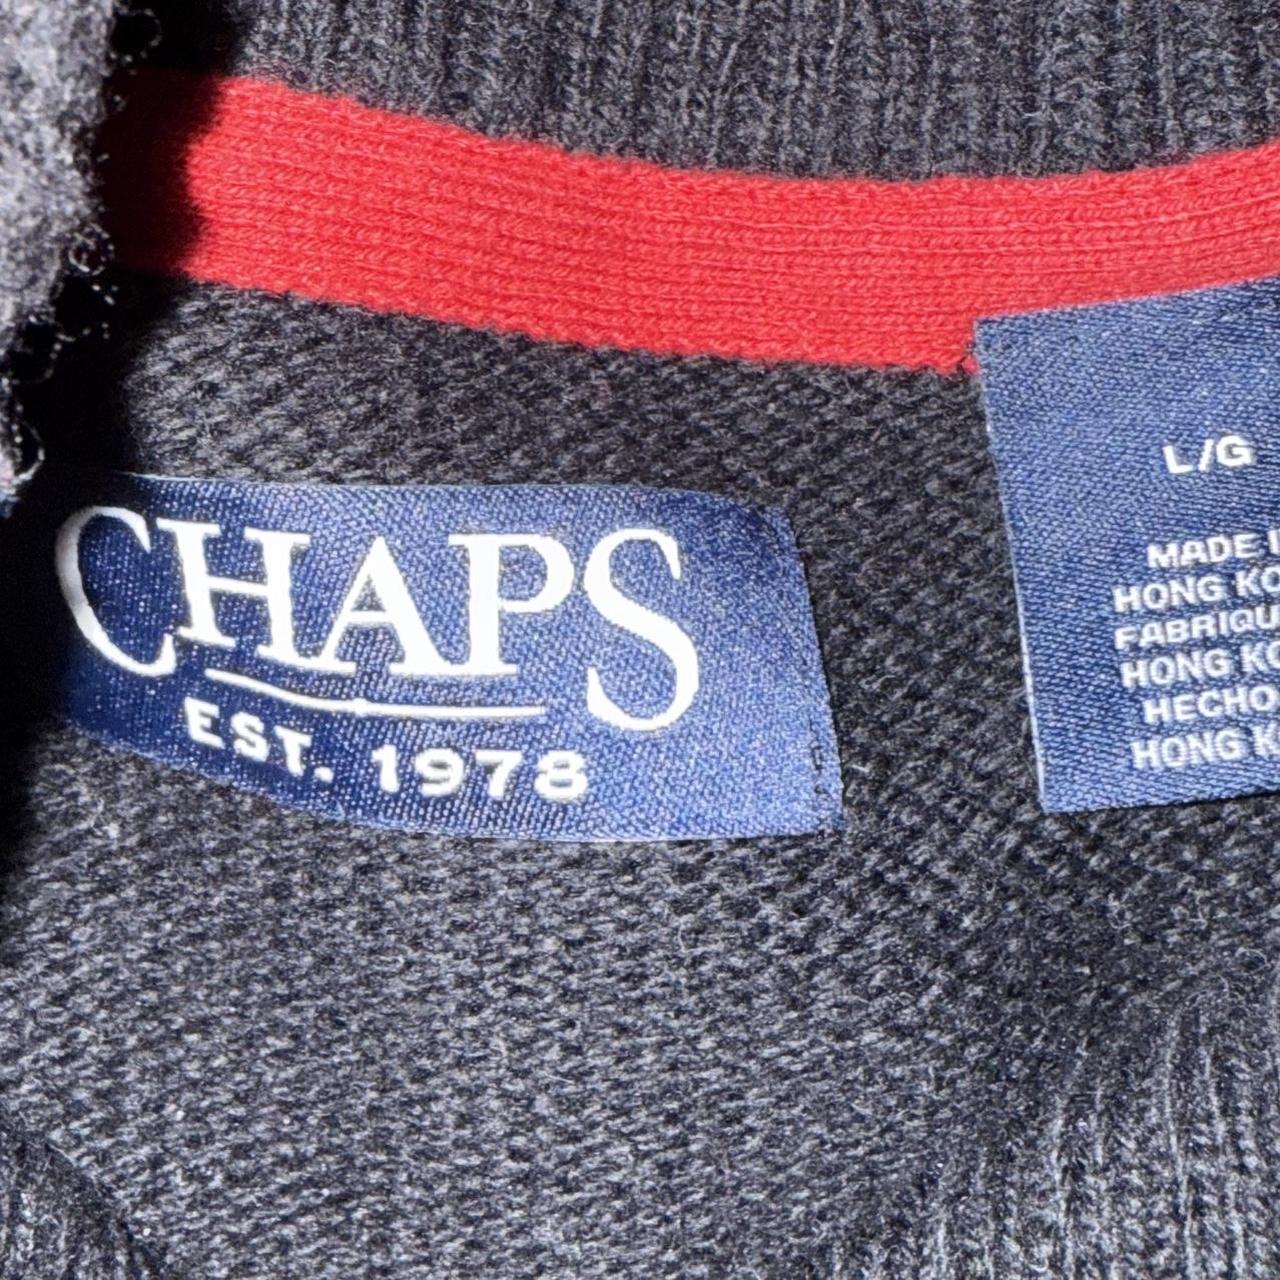 CHAPS
EST. 1978
L/G
MADE I
HONG KO
FABRIQU
HONG KO
HECHO
HONG K